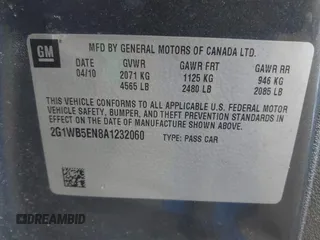 GM
MFD BY GENERAL MOTORS OF CANADA LTD.
DATE GVWR GAWR FRT GAWR RR
04/10 2071 KG 1125 KG 946 KG
4565 LB 2480 LB 2085 LB
THIS VEHICLE CONFORMS TO ALL APPLICABLE U.S. FEDERAL MOTOR
VEHICLE SAFETY, BUMPER, AND THEFT PREVENTION STANDARDS IN
EFFECT ON THE DATE OF MANUFACTURE SHOWN ABOVE.
2G1WB5EN8A1232060 TYPE: PASS CAR
DREAMBID